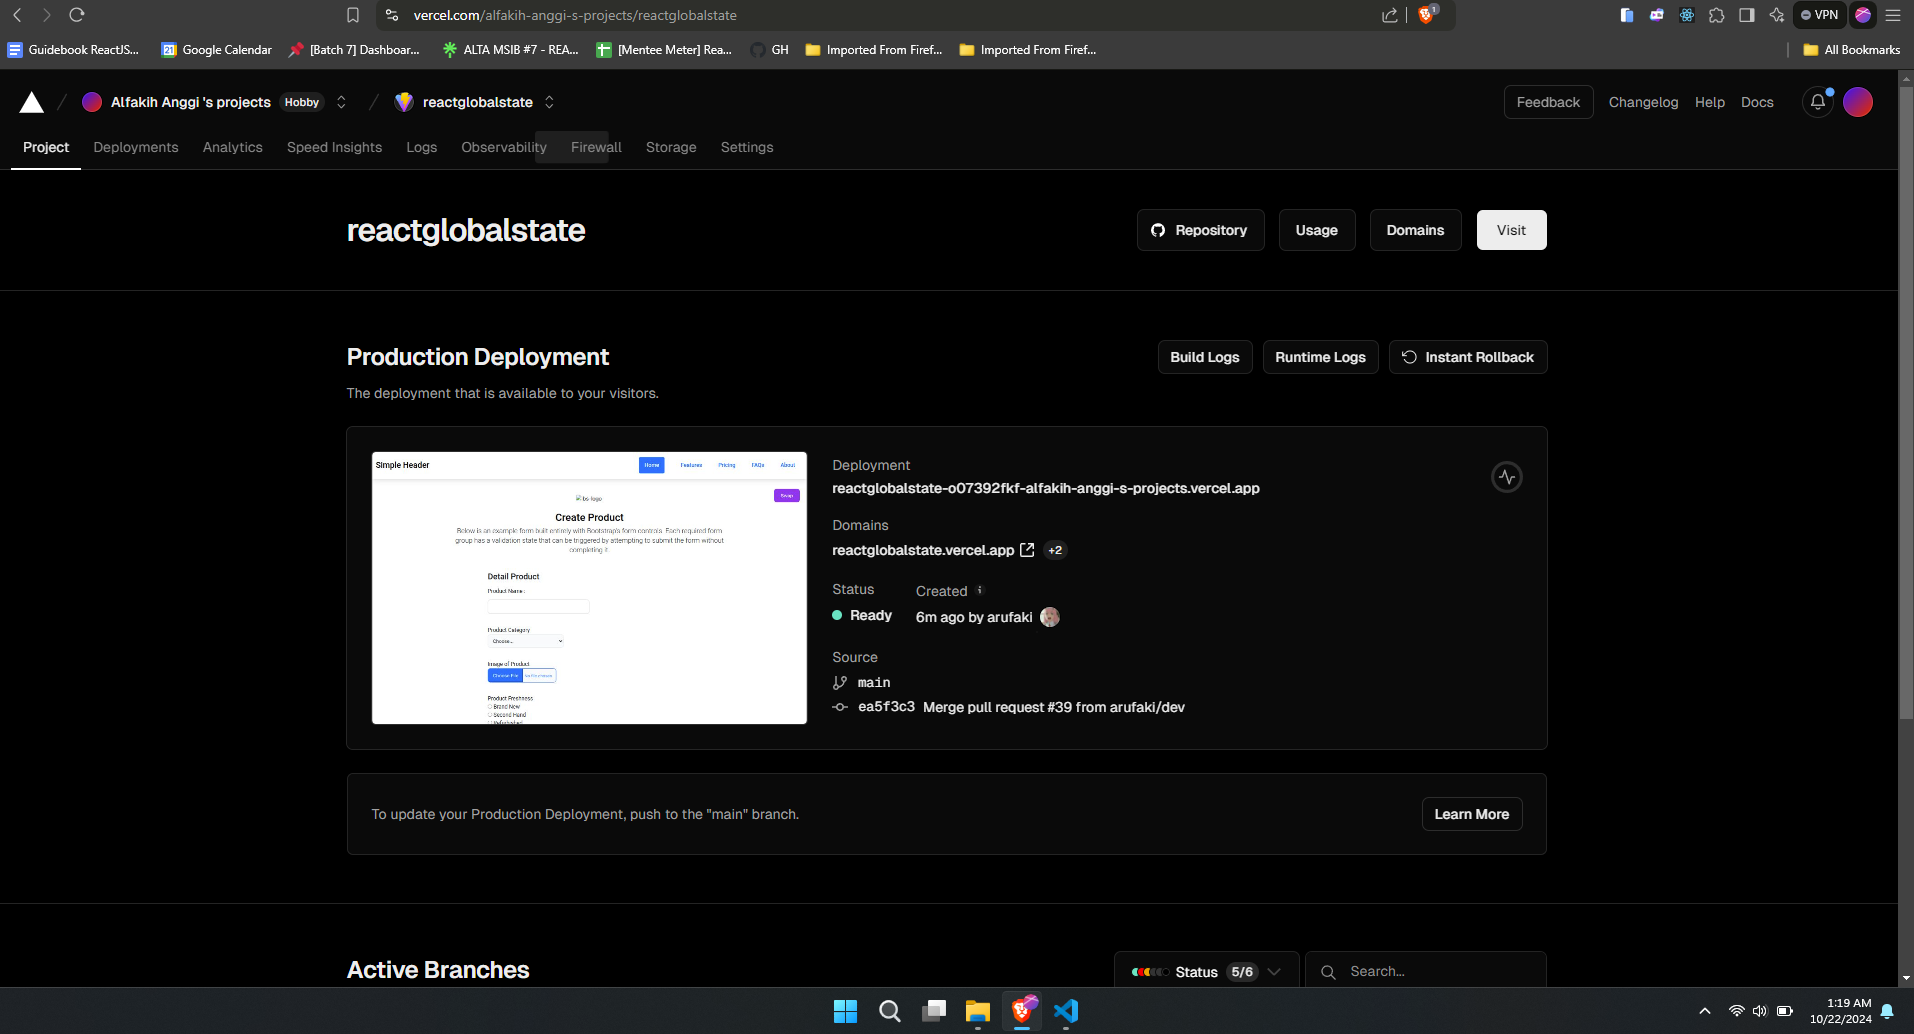 vercel.com/alfakih-anggi-s-projects/reactglobalstate
1
VPN
Guidebook ReactJS...
21
Google Calendar
[Batch 7] Dashboar...
ALTA MSIB #7 - REA...
[Mentee Meter] Rea...
GH
Imported From Firef...
Imported From Firef...
All Bookmarks
Alfakih Anggi 's projects
Hobby
reactglobalstate
Feedback
Changelog
Help
Docs
Project
Deployments
Analytics
Speed Insights
Logs
Observability
Firewall
Storage
Settings
reactglobalstate
Repository
Usage
Domains
Visit
Production Deployment
Build Logs
Runtime Logs
Instant Rollback
The deployment that is available to your visitors.
Simple Header
Home
Features
Pricing
FAQs
About
bs-logo
Swap
Create Product
Below is an example form built entirely with Bootstrap's form controls. Each required form
group has a validation state that can be triggered by attempting to submit the form without
completing it.
Detail Product
Product Name :
Product Category
Choose...
Image of Product
Choose File
Product Freshness
Brand New
Second Hand
Refurbished
Deployment
reactglobalstate-o07392fkf-alfakih-anggi-s-projects.vercel.app
Domains
reactglobalstate.vercel.app
+2
Status
Created
Ready
6m ago by arufaki
Source
main
ea5f3c3 Merge pull request #39 from arufaki/dev
To update your Production Deployment, push to the "main" branch.
Learn More
Active Branches
Status 5/6
Search...
1:19 AM
10/22/2024